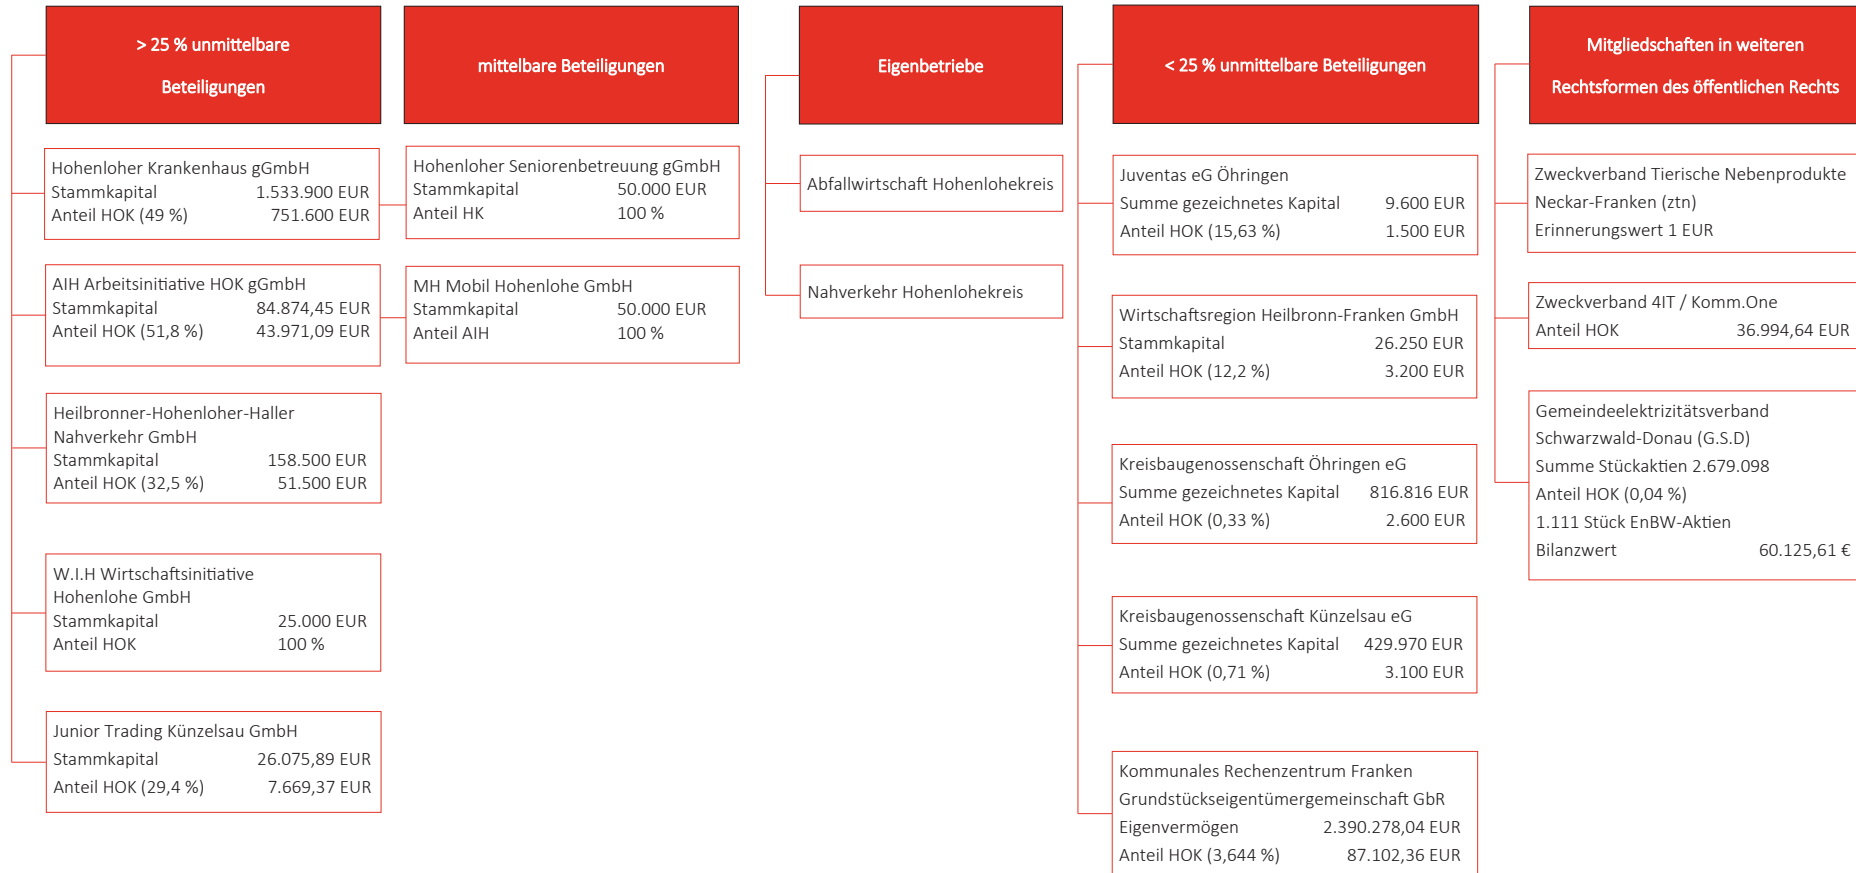 > 25 % unmittelbare
Beteiligungen
Hohenloher Krankenhaus gGmbH
Stammkapital 1.533.900 EUR
Anteil HOK (49 %) 751.600 EUR
AIH Arbeitsinitiative HOK gGmbH
Stammkapital 84.874,45 EUR
Anteil HOK (51,8 %) 43.971,09 EUR
Heilbronner-Hohenloher-Haller
Nahverkehr GmbH
Stammkapital 158.500 EUR
Anteil HOK (32,5 %) 51.500 EUR
W.I.H Wirtschaftsinitiative
Hohenlohe GmbH
Stammkapital 25.000 EUR
Anteil HOK 100 %
Junior Trading Künzelsau GmbH
Stammkapital 26.075,89 EUR
Anteil HOK (29,4 %) 7.669,37 EUR
mittelbare Beteiligungen
Hohenloher Seniorenbetreuung gGmbH
Stammkapital 50.000 EUR
Anteil HK 100 %
MH Mobil Hohenlohe GmbH
Stammkapital 50.000 EUR
Anteil AIH 100 %
Eigenbetriebe
Abfallwirtschaft Hohenlohekreis
Nahverkehr Hohenlohekreis
< 25 % unmittelbare Beteiligungen
Juventas eG Öhringen
Summe gezeichnetes Kapital 9.600 EUR
Anteil HOK (15,63 %) 1.500 EUR
Wirtschaftsregion Heilbronn-Franken GmbH
Stammkapital 26.250 EUR
Anteil HOK (12,2 %) 3.200 EUR
Kreisbaugenossenschaft Öhringen eG
Summe gezeichnetes Kapital 816.816 EUR
Anteil HOK (0,33 %) 2.600 EUR
Kreisbaugenossenschaft Künzelsau eG
Summe gezeichnetes Kapital 429.970 EUR
Anteil HOK (0,71 %) 3.100 EUR
Kommunales Rechenzentrum Franken
Grundstückseigentümergemeinschaft GbR
Eigenvermögen 2.390.278,04 EUR
Anteil HOK (3,644 %) 87.102,36 EUR
Mitgliedschaften in weiteren
Rechtsformen des öffentlichen Rechts
Zweckverband Tierische Nebenprodukte
Neckar-Franken (ztn)
Erinnerungswert 1 EUR
Zweckverband 4IT / Komm.One
Anteil HOK 36.994,64 EUR
Gemeindeelektrizitätsverband
Schwarzwald-Donau (G.S.D)
Summe Stückaktien 2.679.098
Anteil HOK (0,04 %)
1.111 Stück EnBW-Aktien
Bilanzwert 60.125,61 €